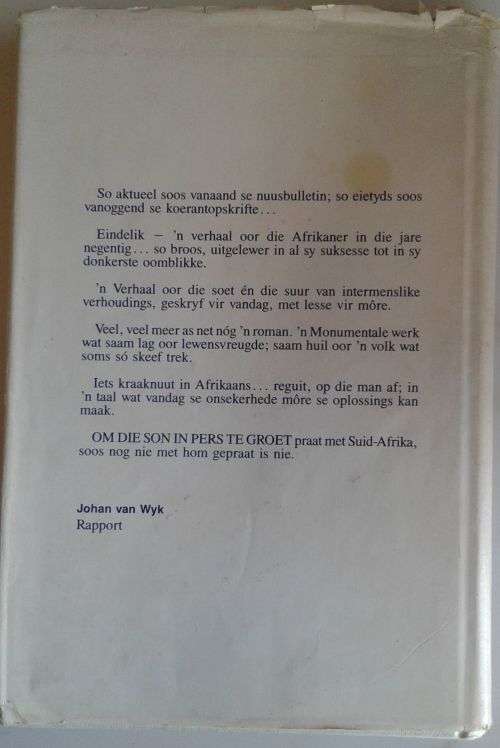 So aktueel soos vanaand se nuusbulletin; so eietyds soos
vanoggend se koerantopskrifte...
Eindelik – 'n verhaal oor die Afrikaner in die jare
negentig... so broos, uitgelewer in al sy suksesse tot in sy
donkerste oomblikke.
'n Verhaal oor die soet én die suur van intermenslike
verhoudings, geskryf vir vandag, met lesse vir môre.
Veel, veel meer as net nóg 'n roman. 'n Monumentale werk
wat saam lag oor lewensvreugde; saam huil oor 'n volk wat
soms só skeef trek.
Iets kraaknuut in Afrikaans... reguit, op die man af; in
'n taal wat vandag se onsekerhede môre se oplossings kan
maak.
OM DIE SON IN PERS TE GROET praat met Suid-Afrika,
soos nog nie met hom gepraat is nie.
Johan van Wyk
Rapport